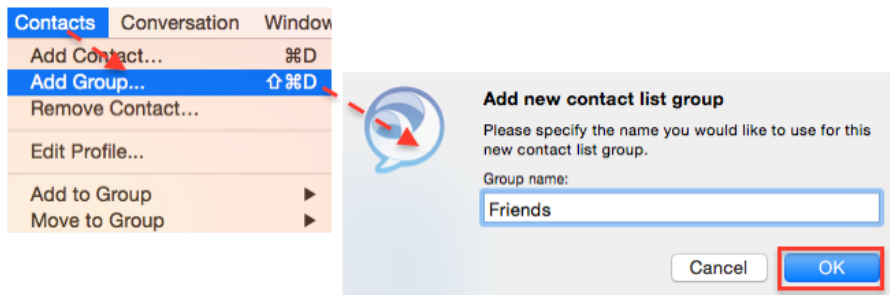 Contacts Conversation Window
Add Contact... ⌘D
Add Group... ⇧⌘D
Remove Contact...
Edit Profile...
Add to Group ▶
Move to Group ▶
Add new contact list group
Please specify the name you would like to use for this
new contact list group.
Group name:
Friends
Cancel OK